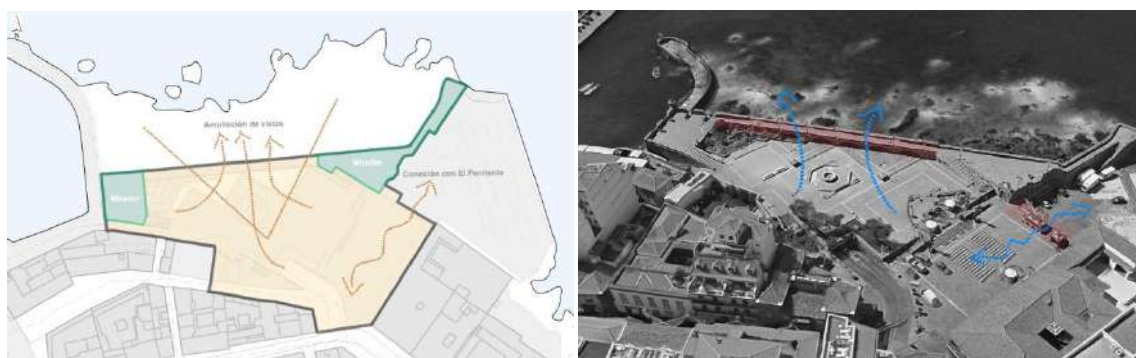 Ampliación de vistas
Mirador
Mirador
Conexión con El Penitente